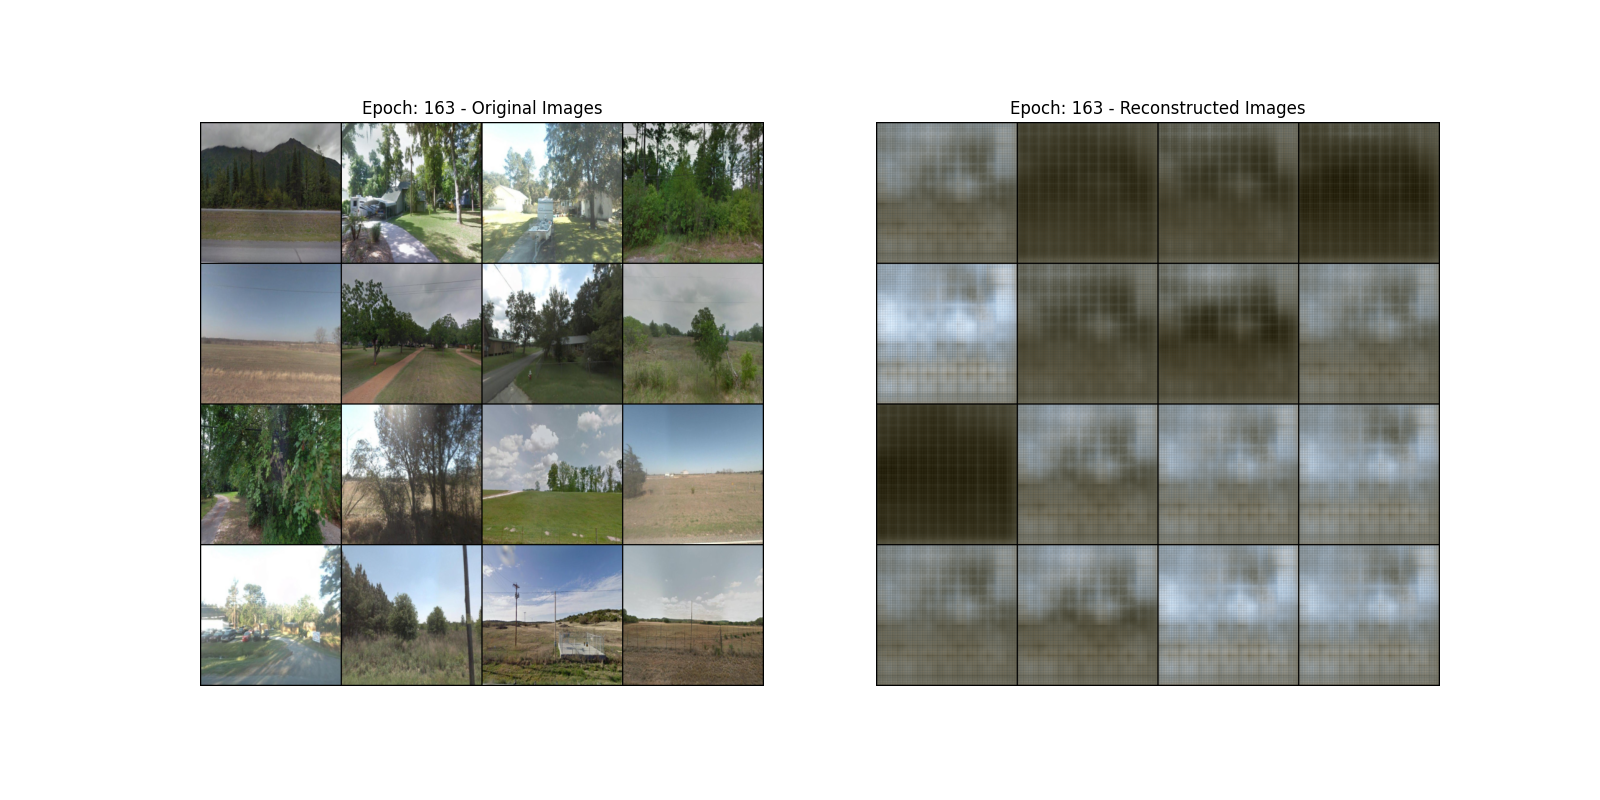 Epoch: 163 - Original Images
Epoch: 163 - Reconstructed Images